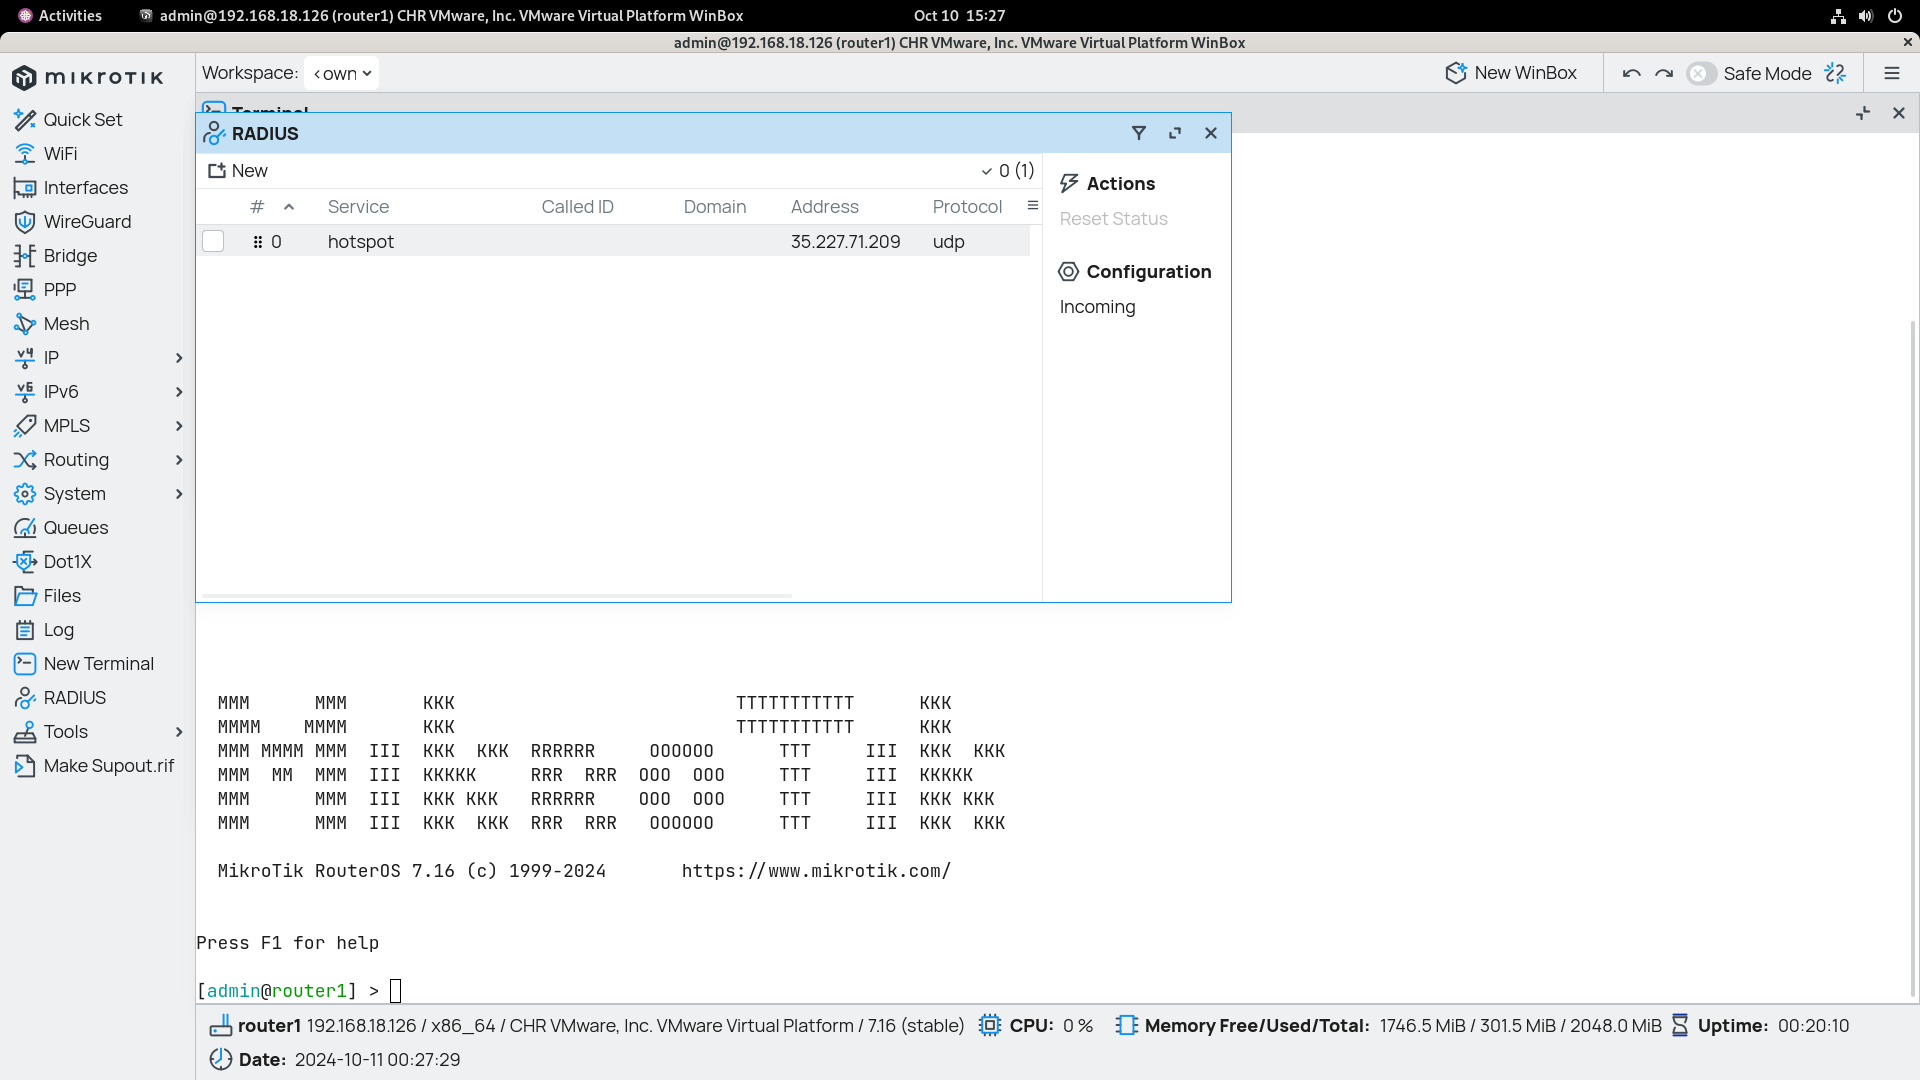 Activities admin@192.168.18.126 (router1) CHR VMware, Inc. VMware Virtual Platform WinBox Oct 10 15:27
admin@192.168.18.126 (router1) CHR VMware, Inc. VMware Virtual Platform WinBox
mikrotik
Workspace: <own New WinBox Safe Mode
Terminal
RADIUS
New 0 (1)
# Service Called ID Domain Address Protocol
0 hotspot 35.227.71.209 udp
Actions
Reset Status
Configuration
Incoming
Quick Set
WiFi
Interfaces
WireGuard
Bridge
PPP
Mesh
IP
IPv6
MPLS
Routing
System
Queues
Dot1X
Files
Log
New Terminal
RADIUS
Tools
Make Supout.rif
MMM       MMM       KKK                          TTTTTTTTTTT      KKK
MMMM    MMMM       KKK                          TTTTTTTTTTT      KKK
MMM MMMM MMM  III  KKK  KKK  RRRRRR     OOOOOO      TTT     III  KKK  KKK
MMM  MM  MMM  III  KKKKK     RRR  RRR  OOO  OOO     TTT     III  KKKKK
MMM      MMM  III  KKK KKK   RRRRRR    OOO  OOO     TTT     III  KKK KKK
MMM      MMM  III  KKK  KKK  RRR  RRR   OOOOOO      TTT     III  KKK  KKK
MikroTik RouterOS 7.16 (c) 1999-2024       https://www.mikrotik.com/
Press F1 for help
[admin@router1] >
router1 192.168.18.126 / x86_64 / CHR VMware, Inc. VMware Virtual Platform / 7.16 (stable) CPU: 0 % Memory Free/Used/Total: 1746.5 MiB / 301.5 MiB / 2048.0 MiB Uptime: 00:20:10
Date: 2024-10-11 00:27:29